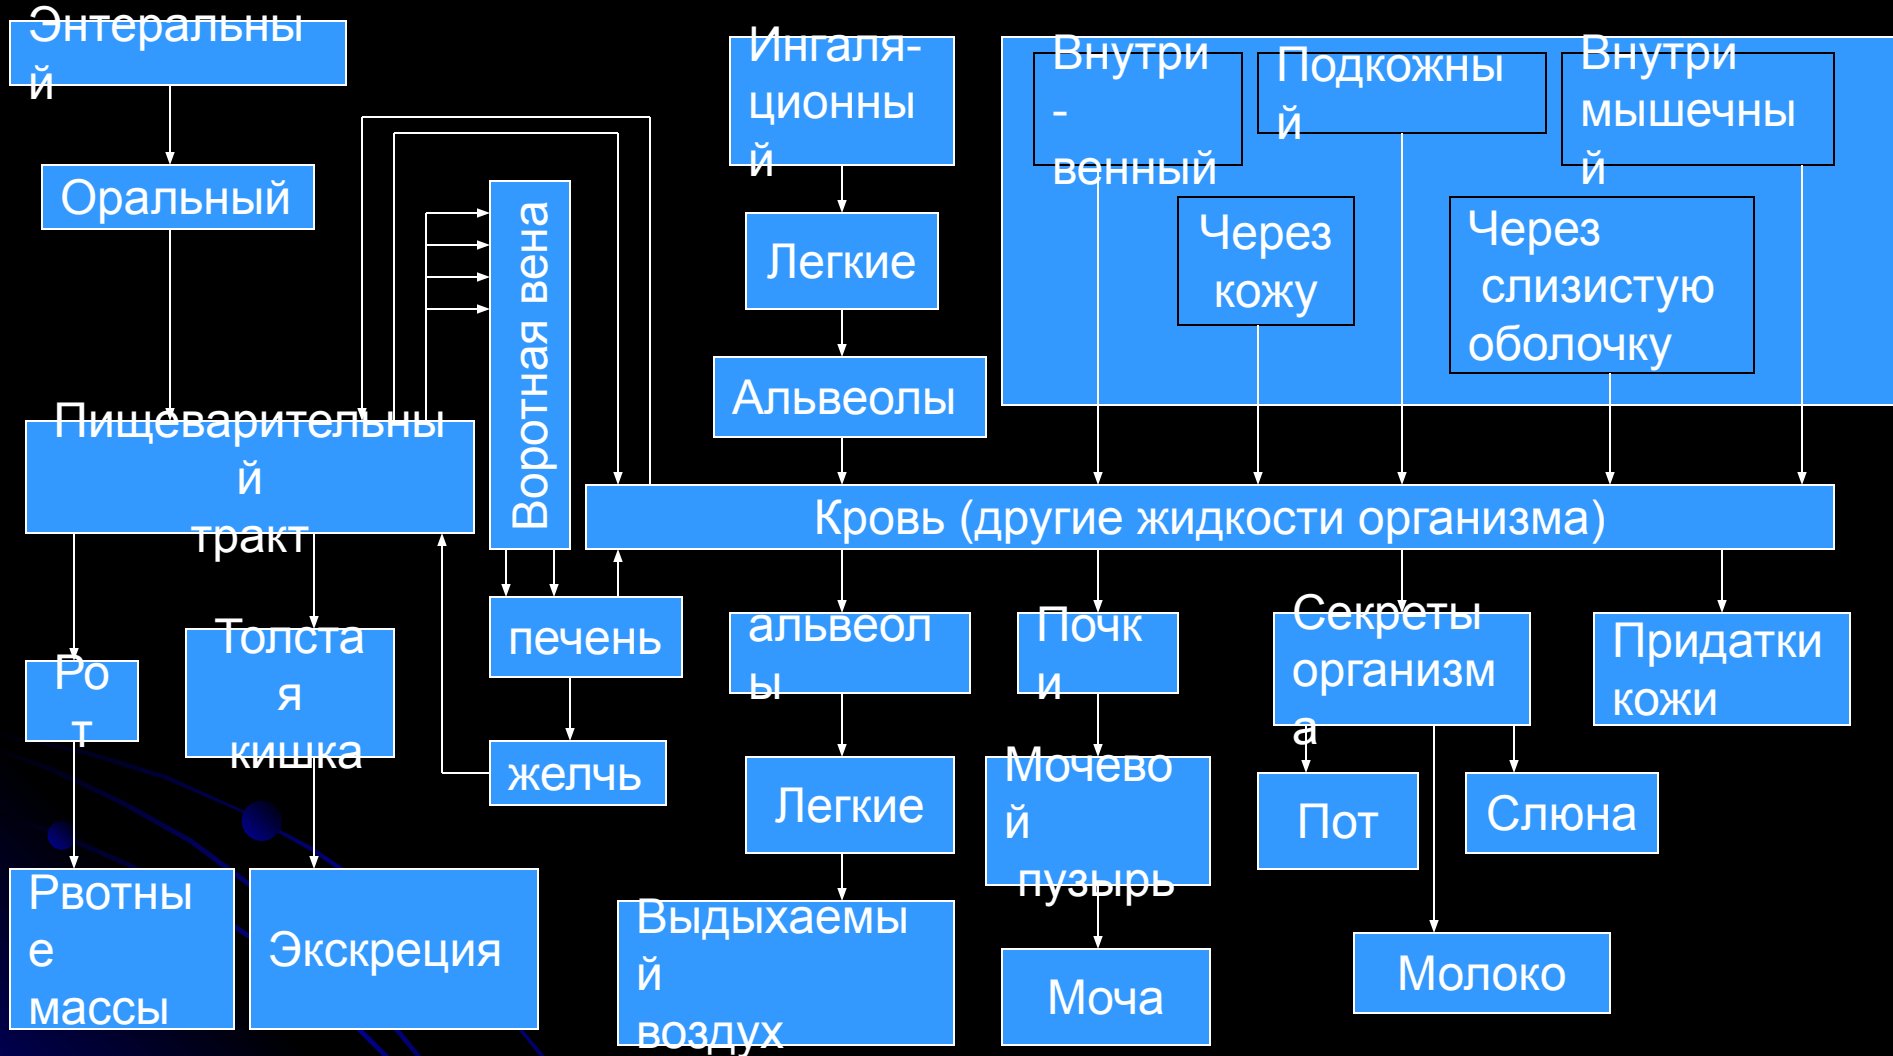 Энтеральны
й
Оральный
Пищеварительны
й
тракт
Ро
т
Рвотны
е
массы
Толста
я
кишка
Экскреция
Воротная вена
печень
желчь
Ингаля-
ционны
й
Легкие
Альвеолы
Внутри
-
венный
Подкожны
й
Внутри
мышечны
й
Через
кожу
Через
слизистую
оболочку
Кровь (другие жидкости организма)
альвеол
ы
Легкие
Выдыхаемы
й
воздух
Почк
и
Мочево
й
пузырь
Моча
Секреты
организм
а
Пот
Слюна
Молоко
Придатки
кожи